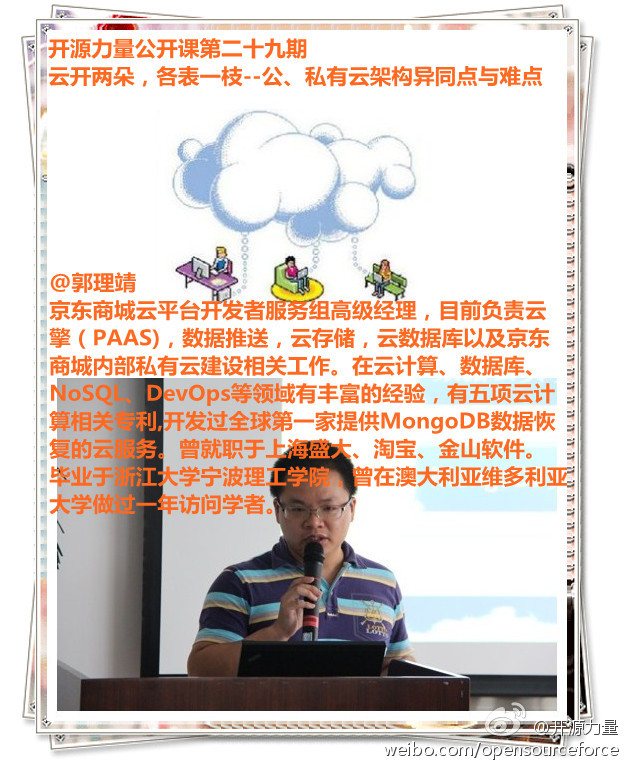 开源力量公开课第二十九期
云开两朵，各表一枝--公、私有云架构异同点与难点
@郭理靖
京东商城云平台开发者服务组高级经理，目前负责云
擎（PAAS)，数据推送，云存储，云数据库以及京东
商城内部私有云建设相关工作。在云计算、数据库、
NoSQL、DevOps等领域有丰富的经验，有五项云计
算相关专利,开发过全球第一家提供MongoDB数据恢
复的云服务。曾就职于上海盛大、淘宝、金山软件。
毕业于浙江大学宁波理工学院，曾在澳大利亚维多利亚
大学做过一年访问学者。
@开源力量
weibo.com/opensourceforce